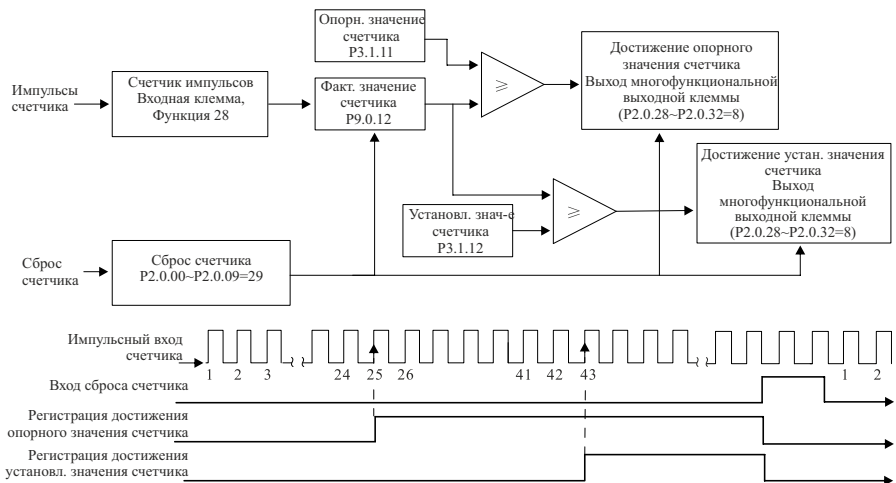 Опорн. значение
счетчика
P3.1.11
Достижение опорного
значения счетчика
Выход многофункциональной
выходной клеммы
(P2.0.28~P2.0.32=8)
≥
Импульсы
счетчика
Счетчик импульсов
Входная клемма,
Функция 28
Факт. значение
счетчика
P9.0.12
Достижение устан. значения
счетчика
Выход
многофункциональной
выходной клеммы
(P2.0.28~P2.0.32=8)
≥
Установл. знач-е
счетчика
P3.1.12
Сброс
счетчика
Сброс счетчика
P2.0.00~P2.0.09=29
Импульсный вход
счетчика
1 2 3 24 25 26 41 42 43 1 2
Вход сброса счетчика
Регистрация достижения
опорного значения счетчика
Регистрация достижения
установл. значения счетчика